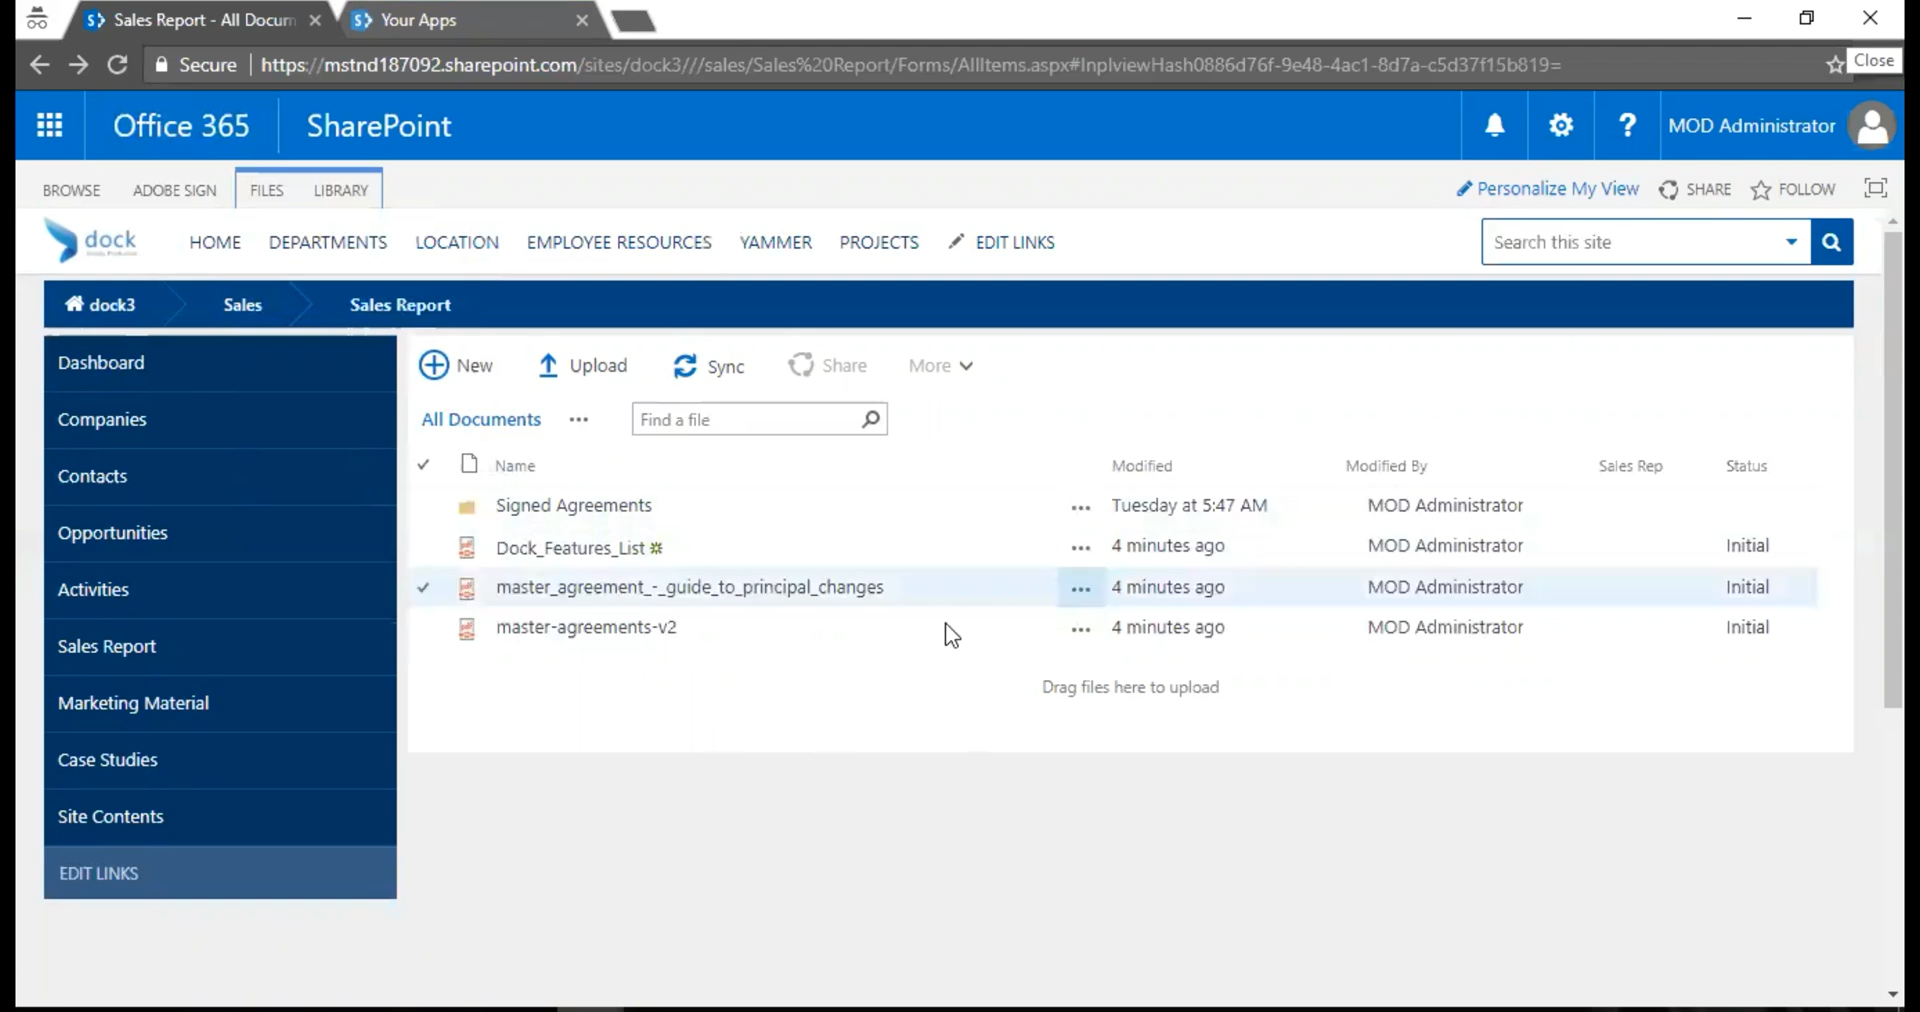 Sales Report - All Docum
Your Apps
Secure https://mstnd187092.sharepoint.com/sites/dock3///sales/Sales%20Report/Forms/AllItems.aspx#InplviewHash0886d76f-9e48-4ac1-8d7a-c5d37f15b819=
Close
Office 365 SharePoint ? MOD Administrator
BROWSE ADOBE SIGN FILES LIBRARY Personalize My View SHARE FOLLOW
dock HOME DEPARTMENTS LOCATION EMPLOYEE RESOURCES YAMMER PROJECTS EDIT LINKS Search this site
dock3 Sales Sales Report
Dashboard
Companies
Contacts
Opportunities
Activities
Sales Report
Marketing Material
Case Studies
Site Contents
EDIT LINKS
New Upload Sync Share More
All Documents ... Find a file
Name Modified Modified By Sales Rep Status
Signed Agreements ... Tuesday at 5:47 AM MOD Administrator
Dock_Features_List ... 4 minutes ago MOD Administrator Initial
master_agreement_-_guide_to_principal_changes ... 4 minutes ago MOD Administrator Initial
master-agreements-v2 ... 4 minutes ago MOD Administrator Initial
Drag files here to upload